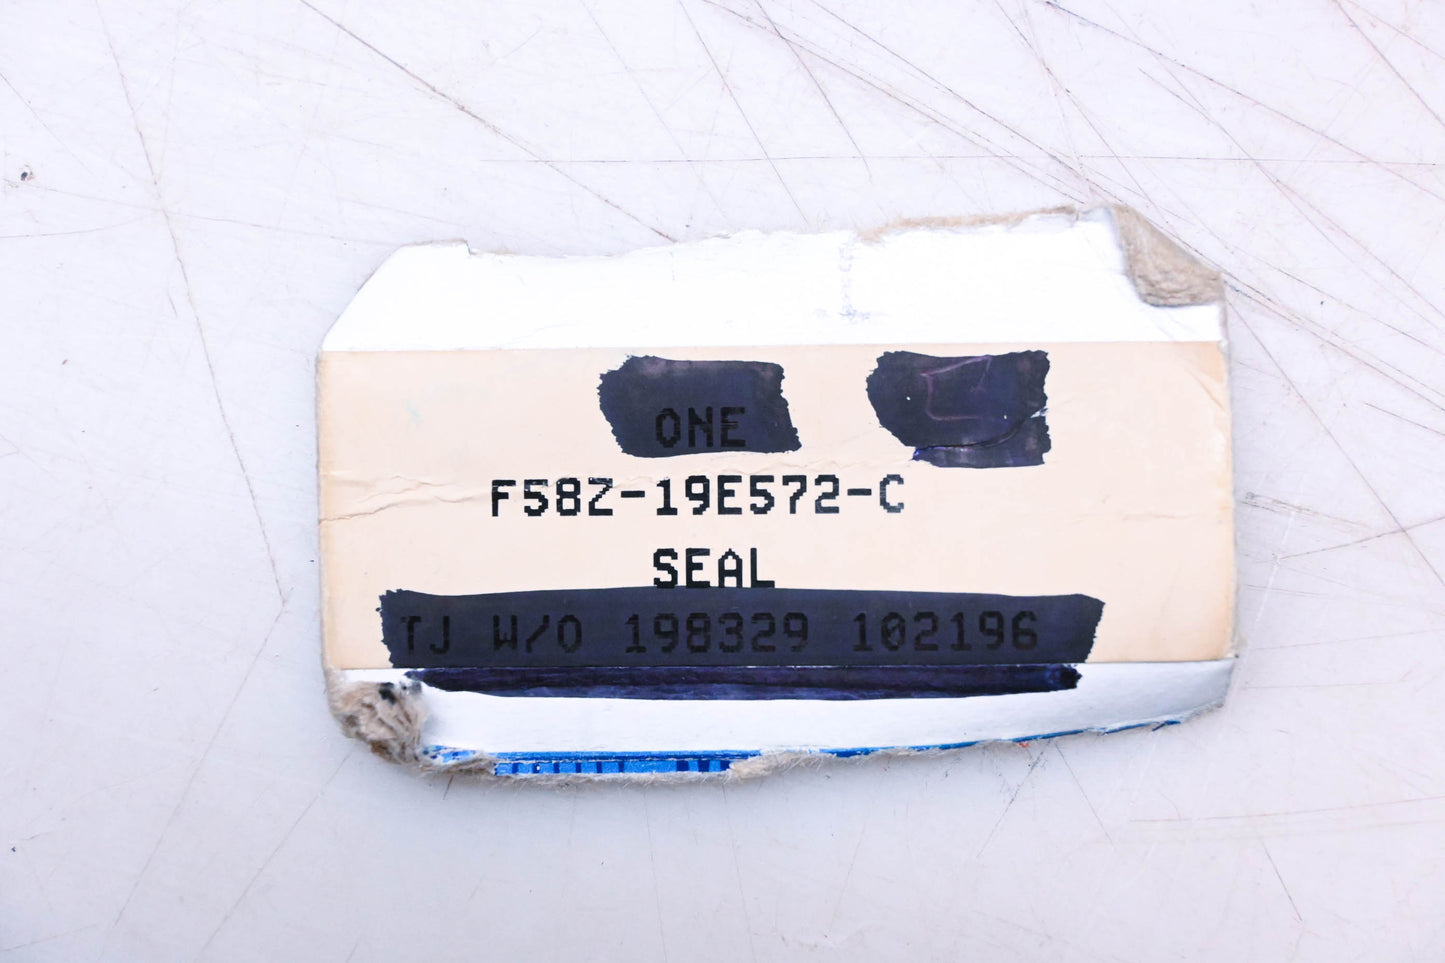 ONE
F58Z-19E572-C
SEAL
TJ W/O 198329 102196